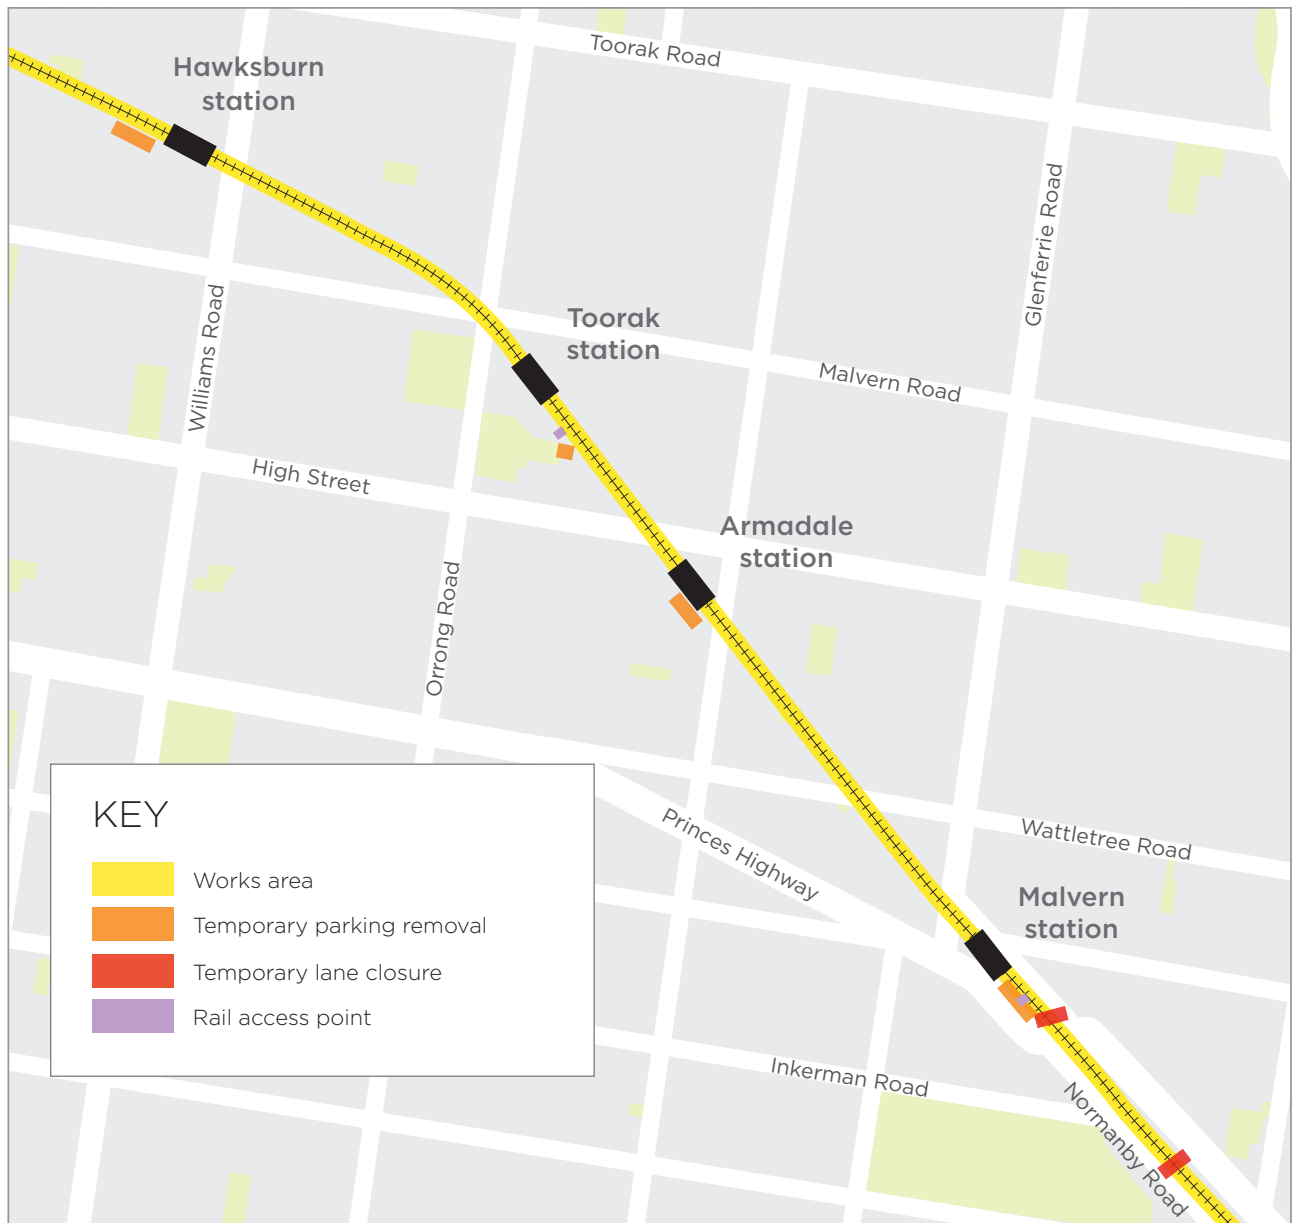 Toorak Road
Hawksburn
station
Glenferrie Road
Williams Road
Toorak
station
Malvern Road
High Street
Armadale
station
Orrong Road
Princes Highway
Wattletree Road
Malvern
station
Inkerman Road
Normanby Road
KEY
Works area
Temporary parking removal
Temporary lane closure
Rail access point